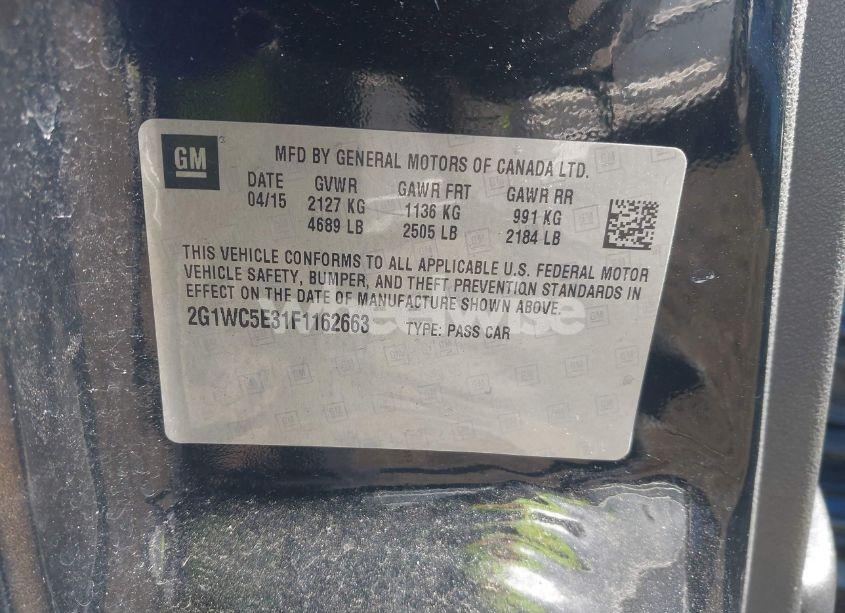 GM
MFD BY GENERAL MOTORS OF CANADA LTD.
DATE GVWR GAWR FRT GAWR RR
04/15 2127 KG 1136 KG 991 KG
4689 LB 2505 LB 2184 LB
THIS VEHICLE CONFORMS TO ALL APPLICABLE U.S. FEDERAL MOTOR
VEHICLE SAFETY, BUMPER, AND THEFT PREVENTION STANDARDS IN
EFFECT ON THE DATE OF MANUFACTURE SHOWN ABOVE.
2G1WC5E31F1162663 TYPE: PASS CAR